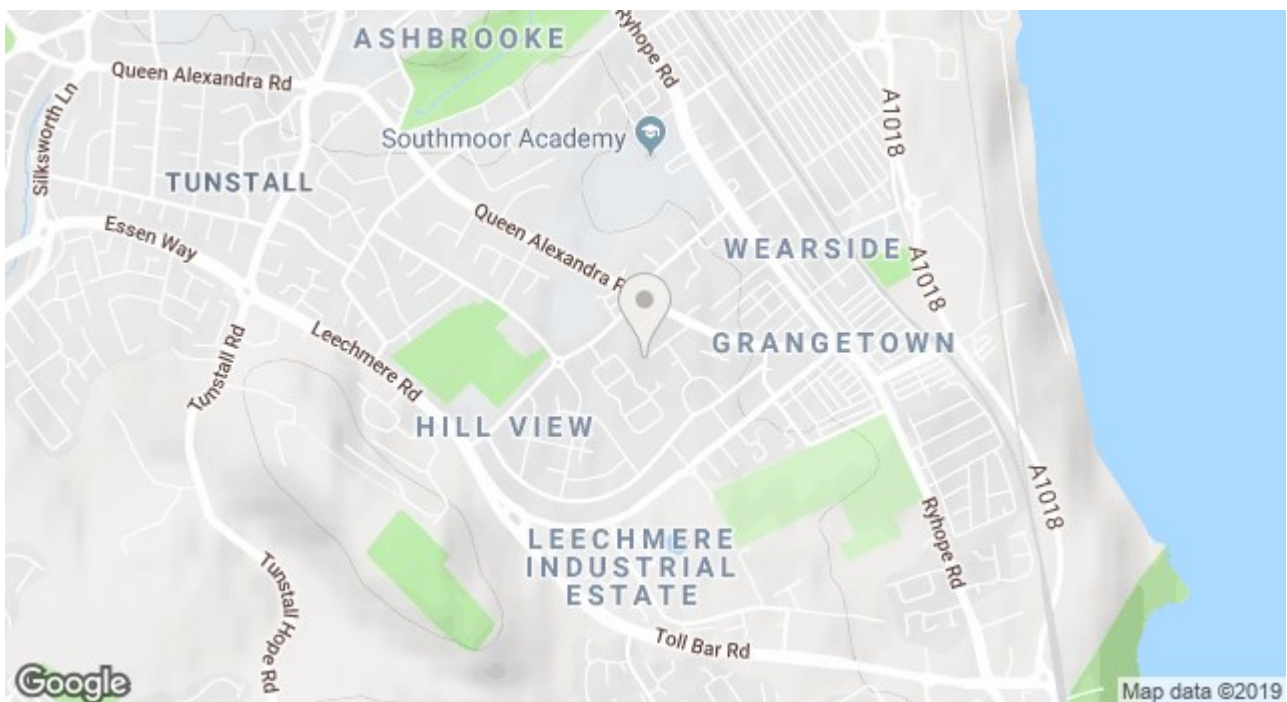 ASHBROOKE
Ryhope Rd
Queen Alexandra Rd
A1018
Silksworth Ln
Southmoor Academy
TUNSTALL
Essen Way
Queen Alexandra R
WEARSIDE
A1018
Leechmere Rd
GRANGETOWN
Tunstall Rd
HILL VIEW
A1018
Ryhope Rd
LEECHMERE
INDUSTRIAL
ESTATE
Tunstall Hope Rd
Toll Bar Rd
Google
Map data ©2019